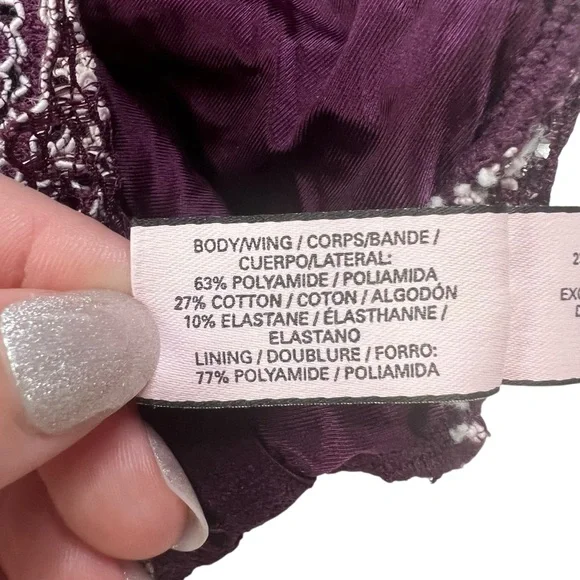 BODY/WING / CORPS/BANDE /
CUERPO/LATERAL:
63% POLYAMIDE / POLIAMIDA
27% COTTON / COTON / ALGODÓN
10% ELASTANE / ÉLASTHANNE /
ELASTANO
LINING / DOUBLURE / FORRO:
77% POLYAMIDE / POLIAMIDA